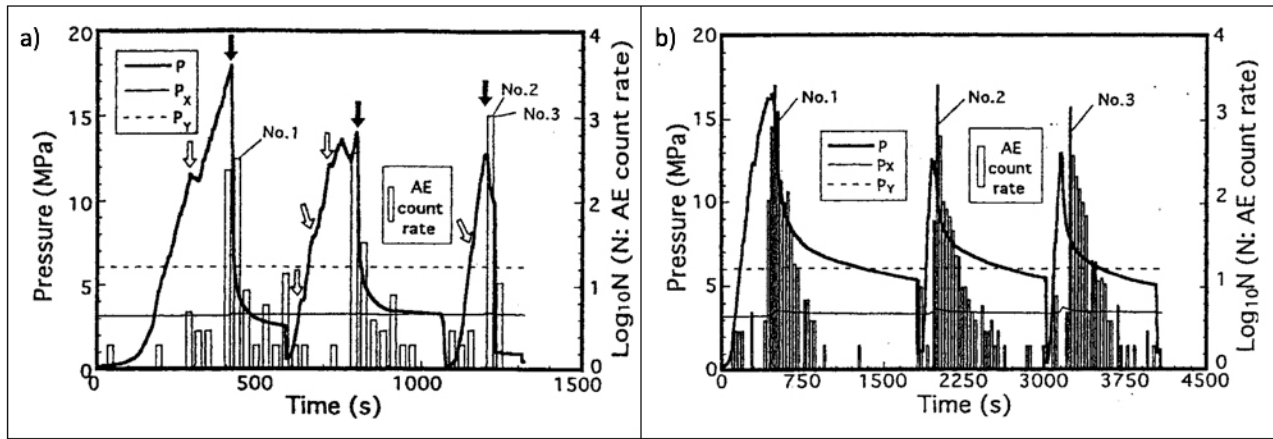 a)
20
15
10
5
0
Pressure (MPa)
P
P_X
P_Y
No.1
No.2
No.3
AE
count
rate
4
3
2
1
0
Log₁₀N (N: AE count rate)
0
500
1000
1500
Time (s)
b)
20
15
10
5
0
Pressure (MPa)
No.1
No.2
No.3
P
Px
P_Y
AE
count
rate
4
3
2
1
0
Log₁₀N (N: AE count rate)
0
750
1500
2250
3000
3750
4500
Time (s)